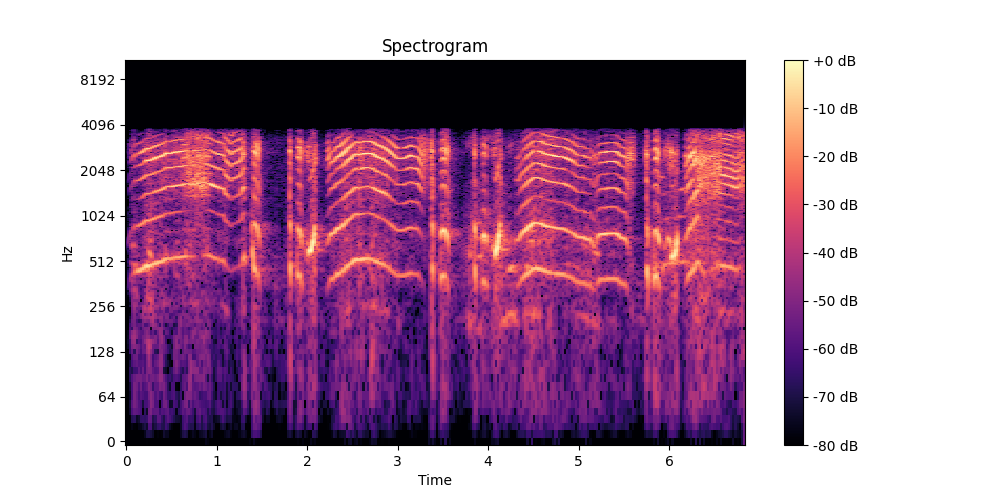 Spectrogram
8192
4096
2048
1024
512
256
128
64
0
Hz
0 1 2 3 4 5 6
Time
+0 dB
-10 dB
-20 dB
-30 dB
-40 dB
-50 dB
-60 dB
-70 dB
-80 dB